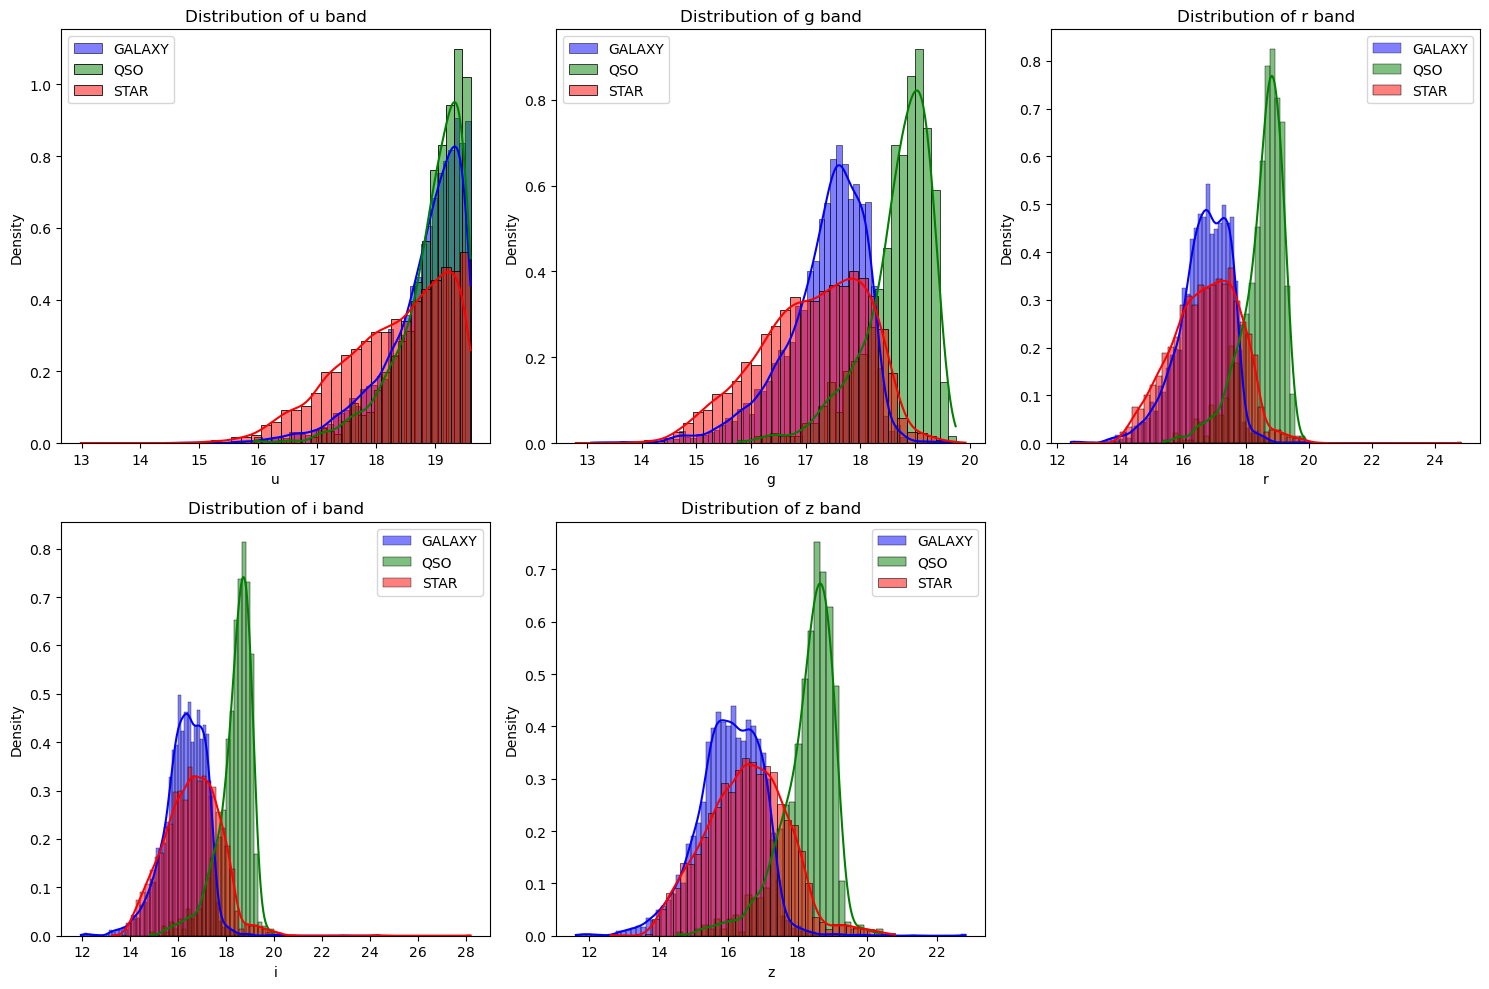 Distribution of u band
GALAXY
QSO
STAR
Density
1.0
0.8
0.6
0.4
0.2
0.0
13 14 15 16 17 18 19
u
Distribution of g band
GALAXY
QSO
STAR
Density
0.8
0.6
0.4
0.2
0.0
13 14 15 16 17 18 19 20
g
Distribution of r band
GALAXY
QSO
STAR
Density
0.8
0.7
0.6
0.5
0.4
0.3
0.2
0.1
0.0
12 14 16 18 20 22 24
r
Distribution of i band
GALAXY
QSO
STAR
Density
0.8
0.7
0.6
0.5
0.4
0.3
0.2
0.1
0.0
12 14 16 18 20 22 24 26 28
i
Distribution of z band
GALAXY
QSO
STAR
Density
0.7
0.6
0.5
0.4
0.3
0.2
0.1
0.0
12 14 16 18 20 22
z